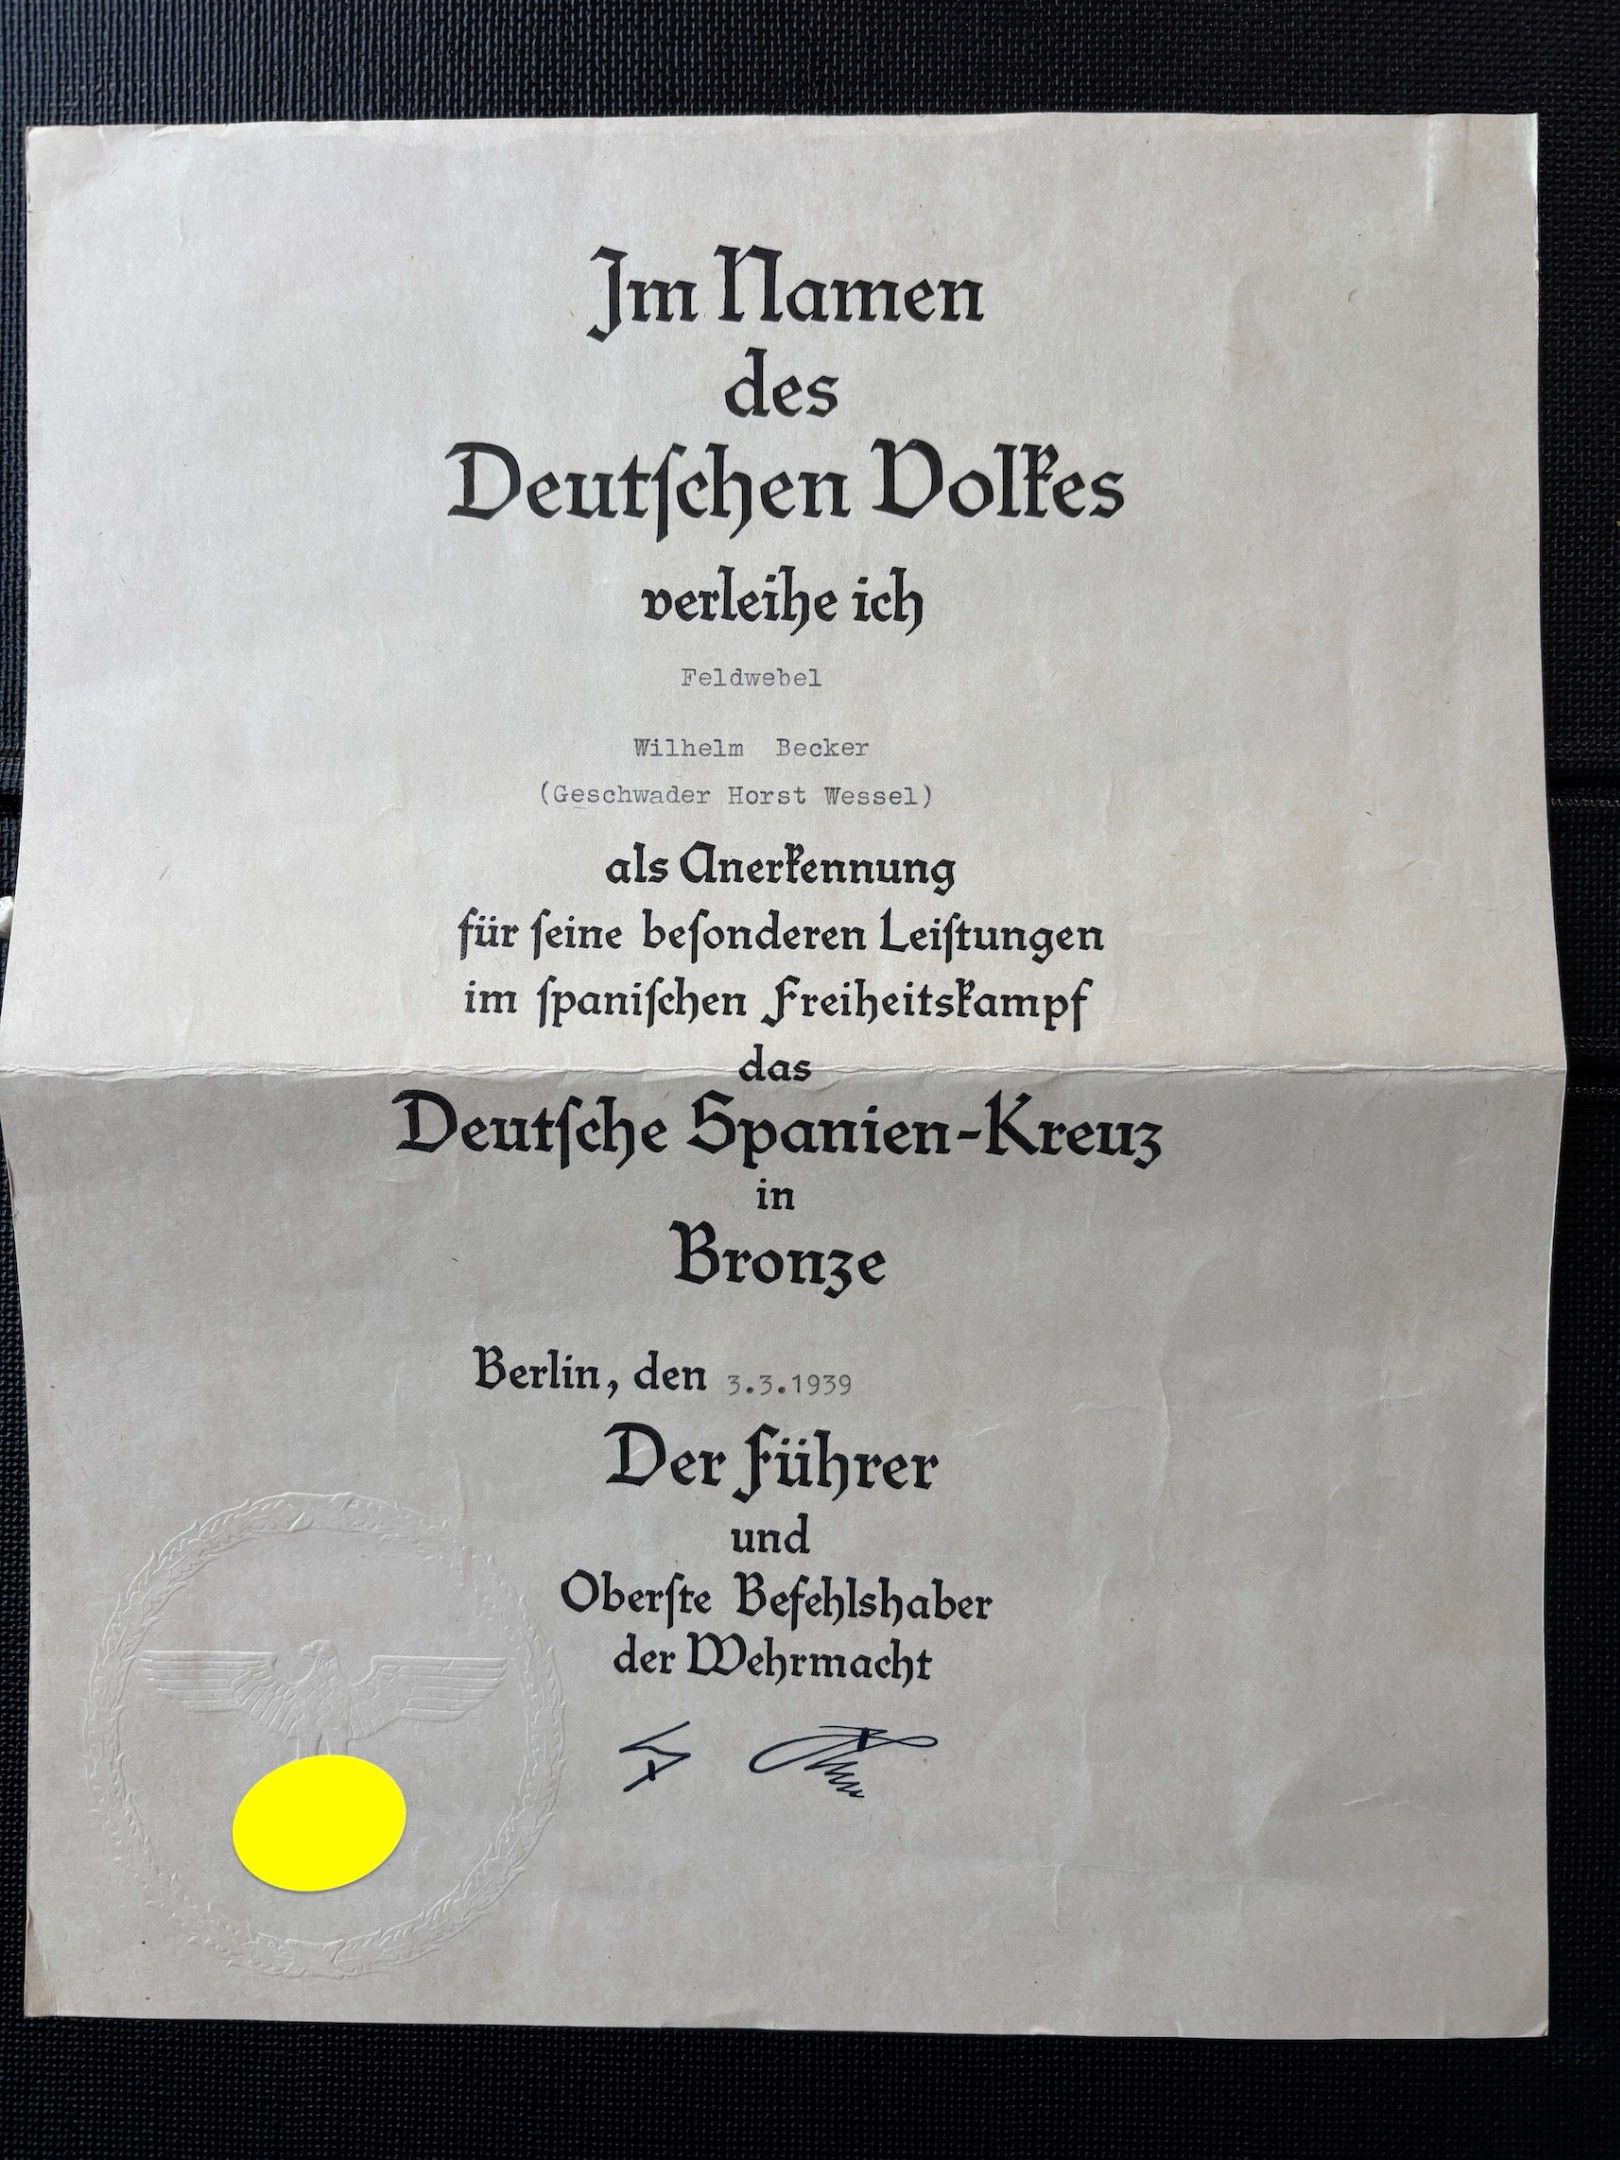 Im Namen
des
Deutſchen Volkes
verleihe ich
Feldwebel
Wilhelm Becker
(Geschwader Horst Wessel)
als Anerkennung
für ſeine beſonderen Leiſtungen
im ſpaniſchen Freiheitskampf
das
Deutſche Spanien-Kreuz
in
Bronze
Berlin, den 3.3.1939
Der Führer
und
Oberſte Befehlshaber
der Wehrmacht